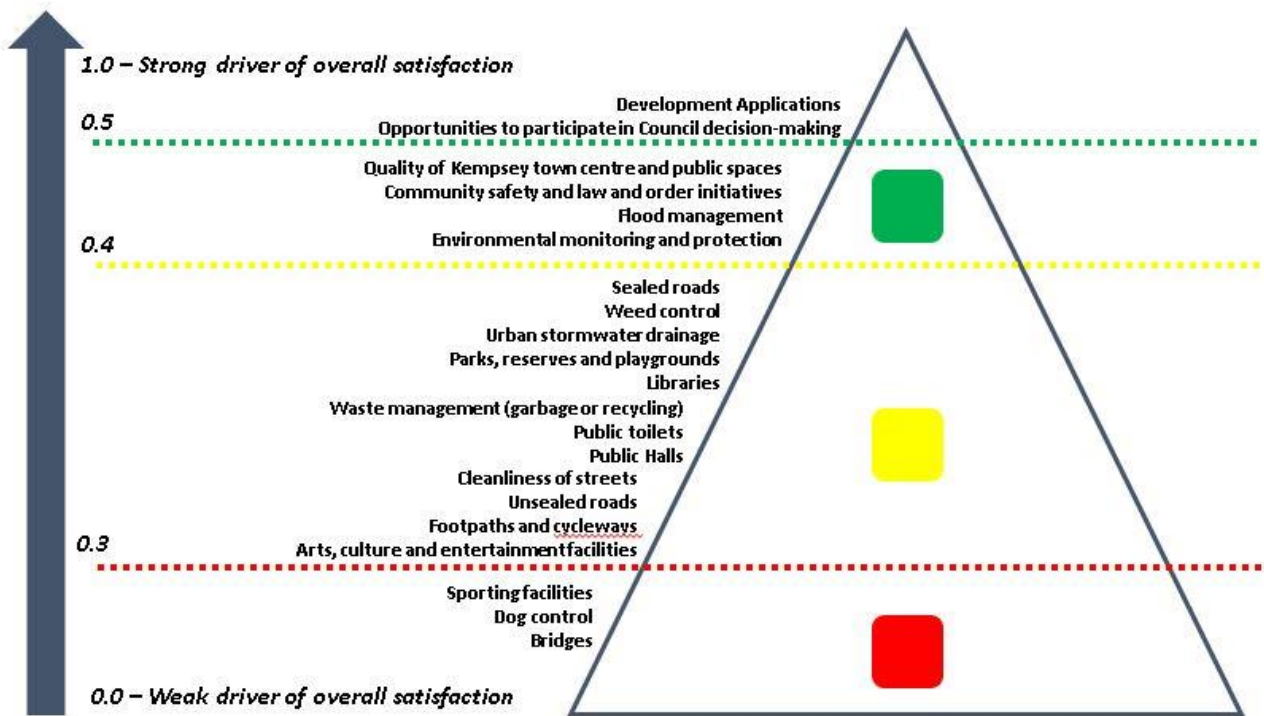 1.0 – Strong driver of overall satisfaction
Development Applications
0.5
Opportunities to participate in Council decision-making
Quality of Kempsey town centre and public spaces
Community safety and law and order initiatives
Flood management
0.4
Environmental monitoring and protection
Sealed roads
Weed control
Urban stormwater drainage
Parks, reserves and playgrounds
Libraries
Waste management (garbage or recycling)
Public toilets
Public Halls
Cleanliness of streets
Unsealed roads
Footpaths and cycleways
0.3
Arts, culture and entertainment facilities
Sporting facilities
Dog control
Bridges
0.0 – Weak driver of overall satisfaction